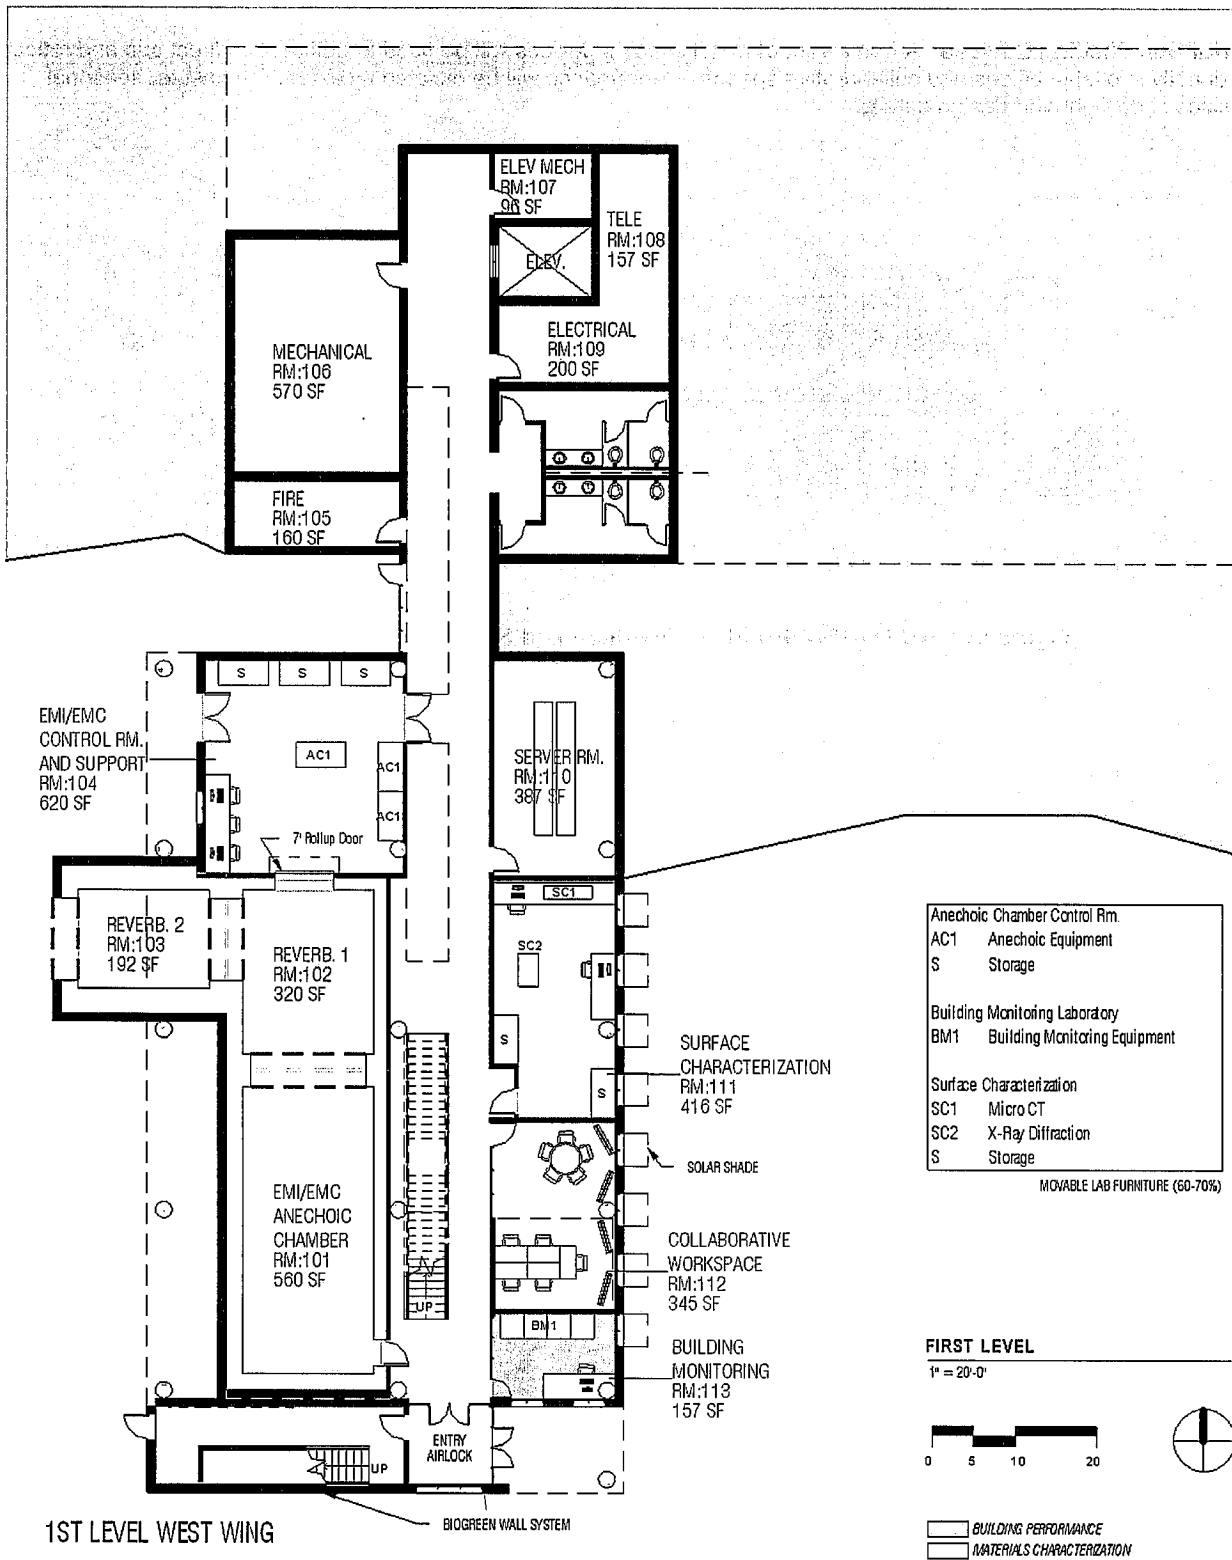 ELEV MECH
RM:107
96 SF
TELE
RM:108
157 SF
ELEV.
ELECTRICAL
RM:109
200 SF
MECHANICAL
RM:106
570 SF
FIRE
RM:105
160 SF
S
S
S
EMI/EMC
CONTROL RM.
AND SUPPORT
RM:104
620 SF
AC1
AC1
AC1
SERVER RM.
RM:110
387 SF
7' Rollup Door
SC1
REVERB. 2
RM:103
192 SF
REVERB. 1
RM:102
320 SF
SC2
S
S
SURFACE
CHARACTERIZATION
RM:111
416 SF
Anechoic Chamber Control Rm.
AC1 Anechoic Equipment
S Storage
Building Monitoring Laboratory
BM1 Building Monitoring Equipment
Surface Characterization
SC1 Micro CT
SC2 X-Ray Diffraction
S Storage
MOVABLE LAB FURNITURE (60-70%)
SOLAR SHADE
EMI/EMC
ANECHOIC
CHAMBER
RM:101
560 SF
COLLABORATIVE
WORKSPACE
RM:112
345 SF
UP
BM1
BUILDING
MONITORING
RM:113
157 SF
FIRST LEVEL
1" = 20'-0"
0 5 10 20
ENTRY
AIRLOCK
UP
BIOGREEN WALL SYSTEM
1ST LEVEL WEST WING
BUILDING PERFORMANCE
MATERIALS CHARACTERIZATION